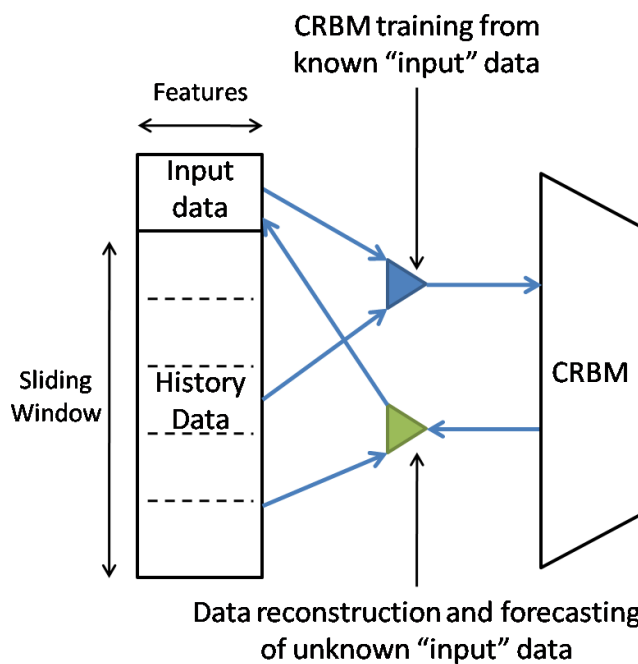 CRBM training from
known “input” data
Features
Input
data
Sliding
Window
History
Data
CRBM
Data reconstruction and forecasting
of unknown “input” data